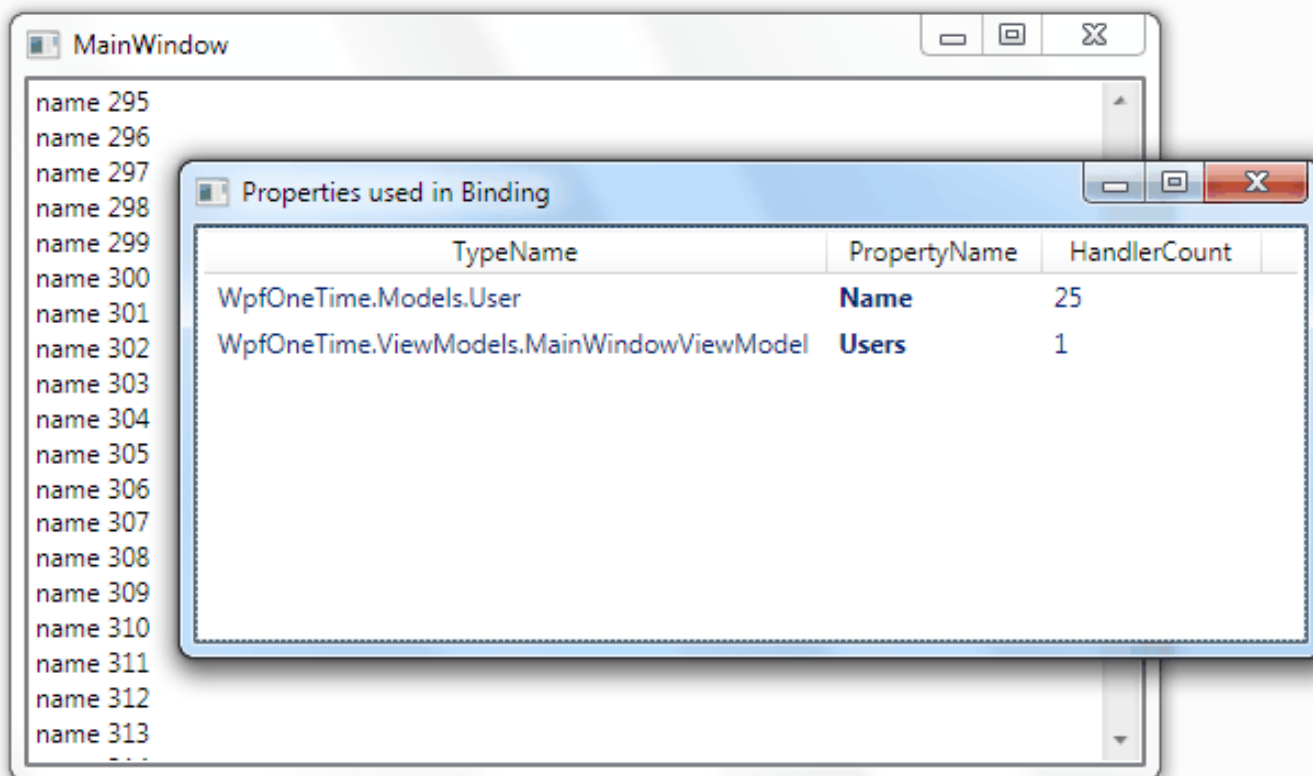 MainWindow
name 295
name 296
name 297
name 298
name 299
name 300
name 301
name 302
name 303
name 304
name 305
name 306
name 307
name 308
name 309
name 310
name 311
name 312
name 313
Properties used in Binding
TypeName PropertyName HandlerCount
WpfOneTime.Models.User Name 25
WpfOneTime.ViewModels.MainWindowViewModel Users 1